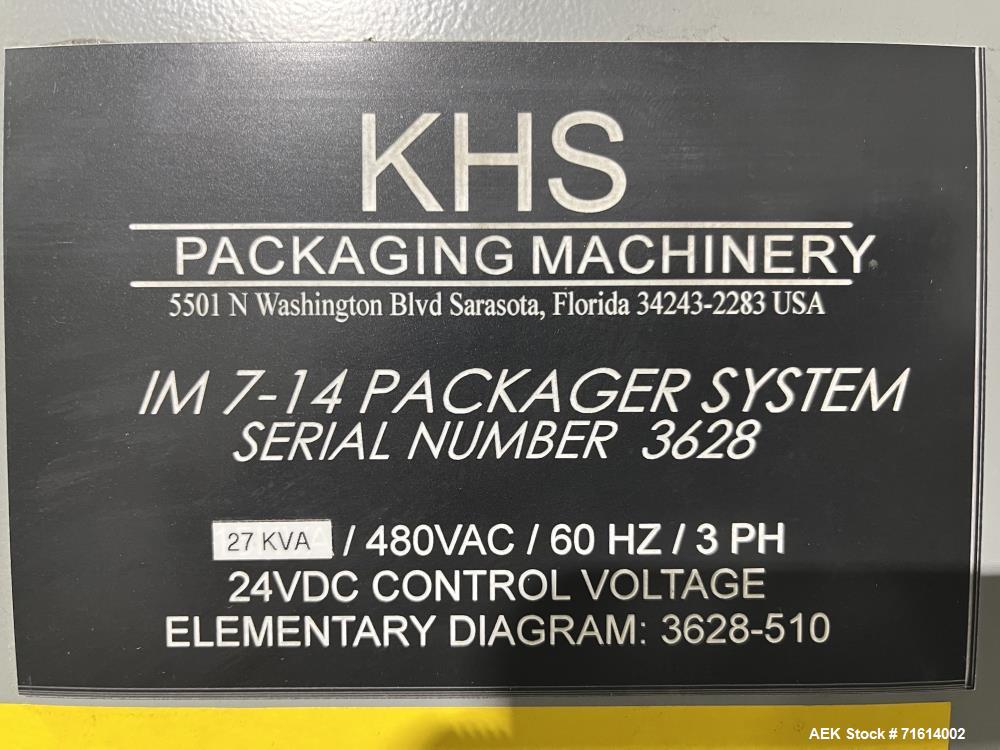 KHS
PACKAGING MACHINERY
5501 N Washington Blvd Sarasota, Florida 34243-2283 USA
IM 7-14 PACKAGER SYSTEM
SERIAL NUMBER 3628
27 KVA / 480VAC / 60 HZ / 3 PH
24VDC CONTROL VOLTAGE
ELEMENTARY DIAGRAM: 3628-510
AEK Stock # 71614002